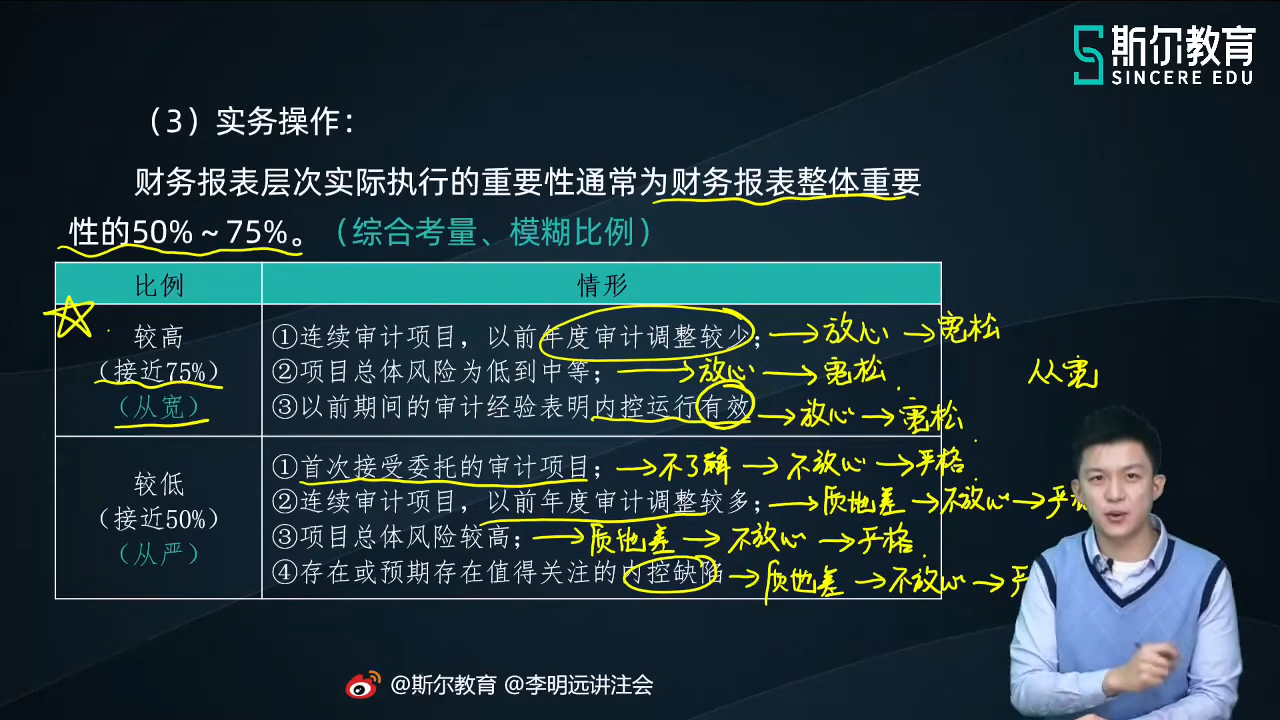 斯尔教育
SINCERE EDU
（3）实务操作：
财务报表层次实际执行的重要性通常为财务报表整体重要
性的50%～75%。（综合考量、模糊比例）
比例
情形
较高
（接近75%）
（从宽）
①连续审计项目，以前年度审计调整较少；→放心→宽松
②项目总体风险为低到中等；→放心→宽松
③以前期间的审计经验表明内控运行有效→放心→宽松
从宽
较低
（接近50%）
（从严）
①首次接受委托的审计项目；→不了解→不放心→严格
②连续审计项目，以前年度审计调整较多；→质地差→不放心→严
③项目总体风险较高；→质地差→不放心→严格
④存在或预期存在值得关注的内控缺陷→质地差→不放心→严
@斯尔教育 @李明远讲注会